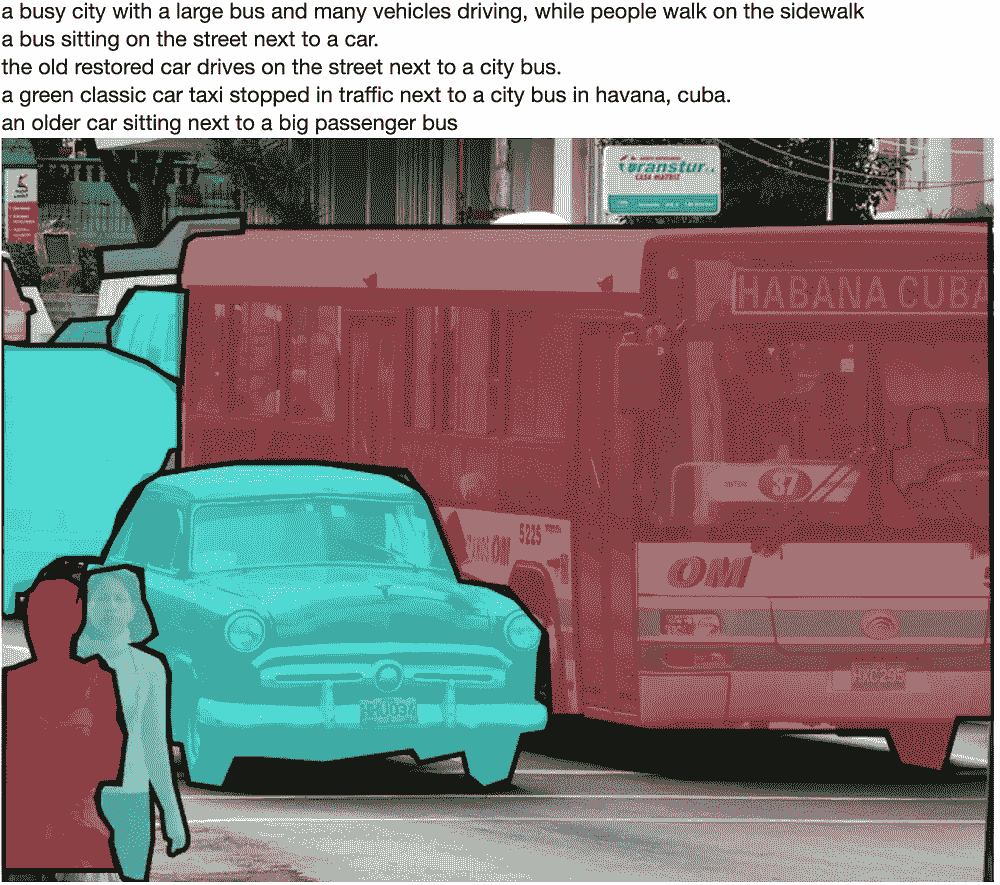 a busy city with a large bus and many vehicles driving, while people walk on the sidewalk
a bus sitting on the street next to a car.
the old restored car drives on the street next to a city bus.
a green classic car taxi stopped in traffic next to a city bus in havana, cuba.
an older car sitting next to a big passenger bus
transtur
HABANA CUBA
37
5225
OM
OM